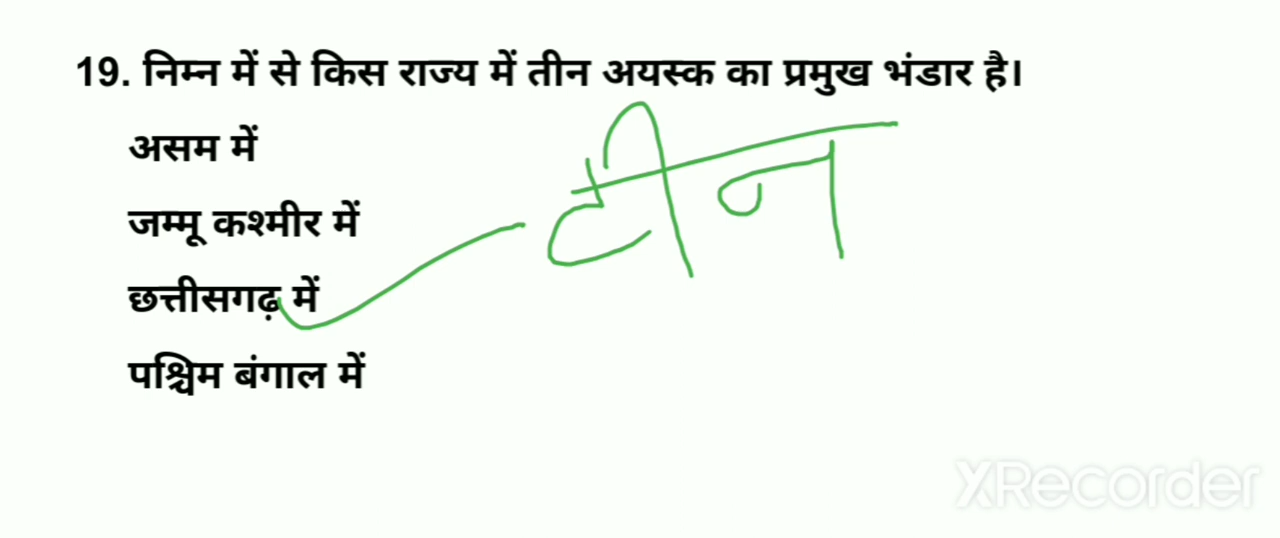 19. निम्न में से किस राज्य में तीन अयस्क का प्रमुख भंडार है।
असम में
जम्मू कश्मीर में
टीन
छत्तीसगढ़ में
पश्चिम बंगाल में
XRecorder